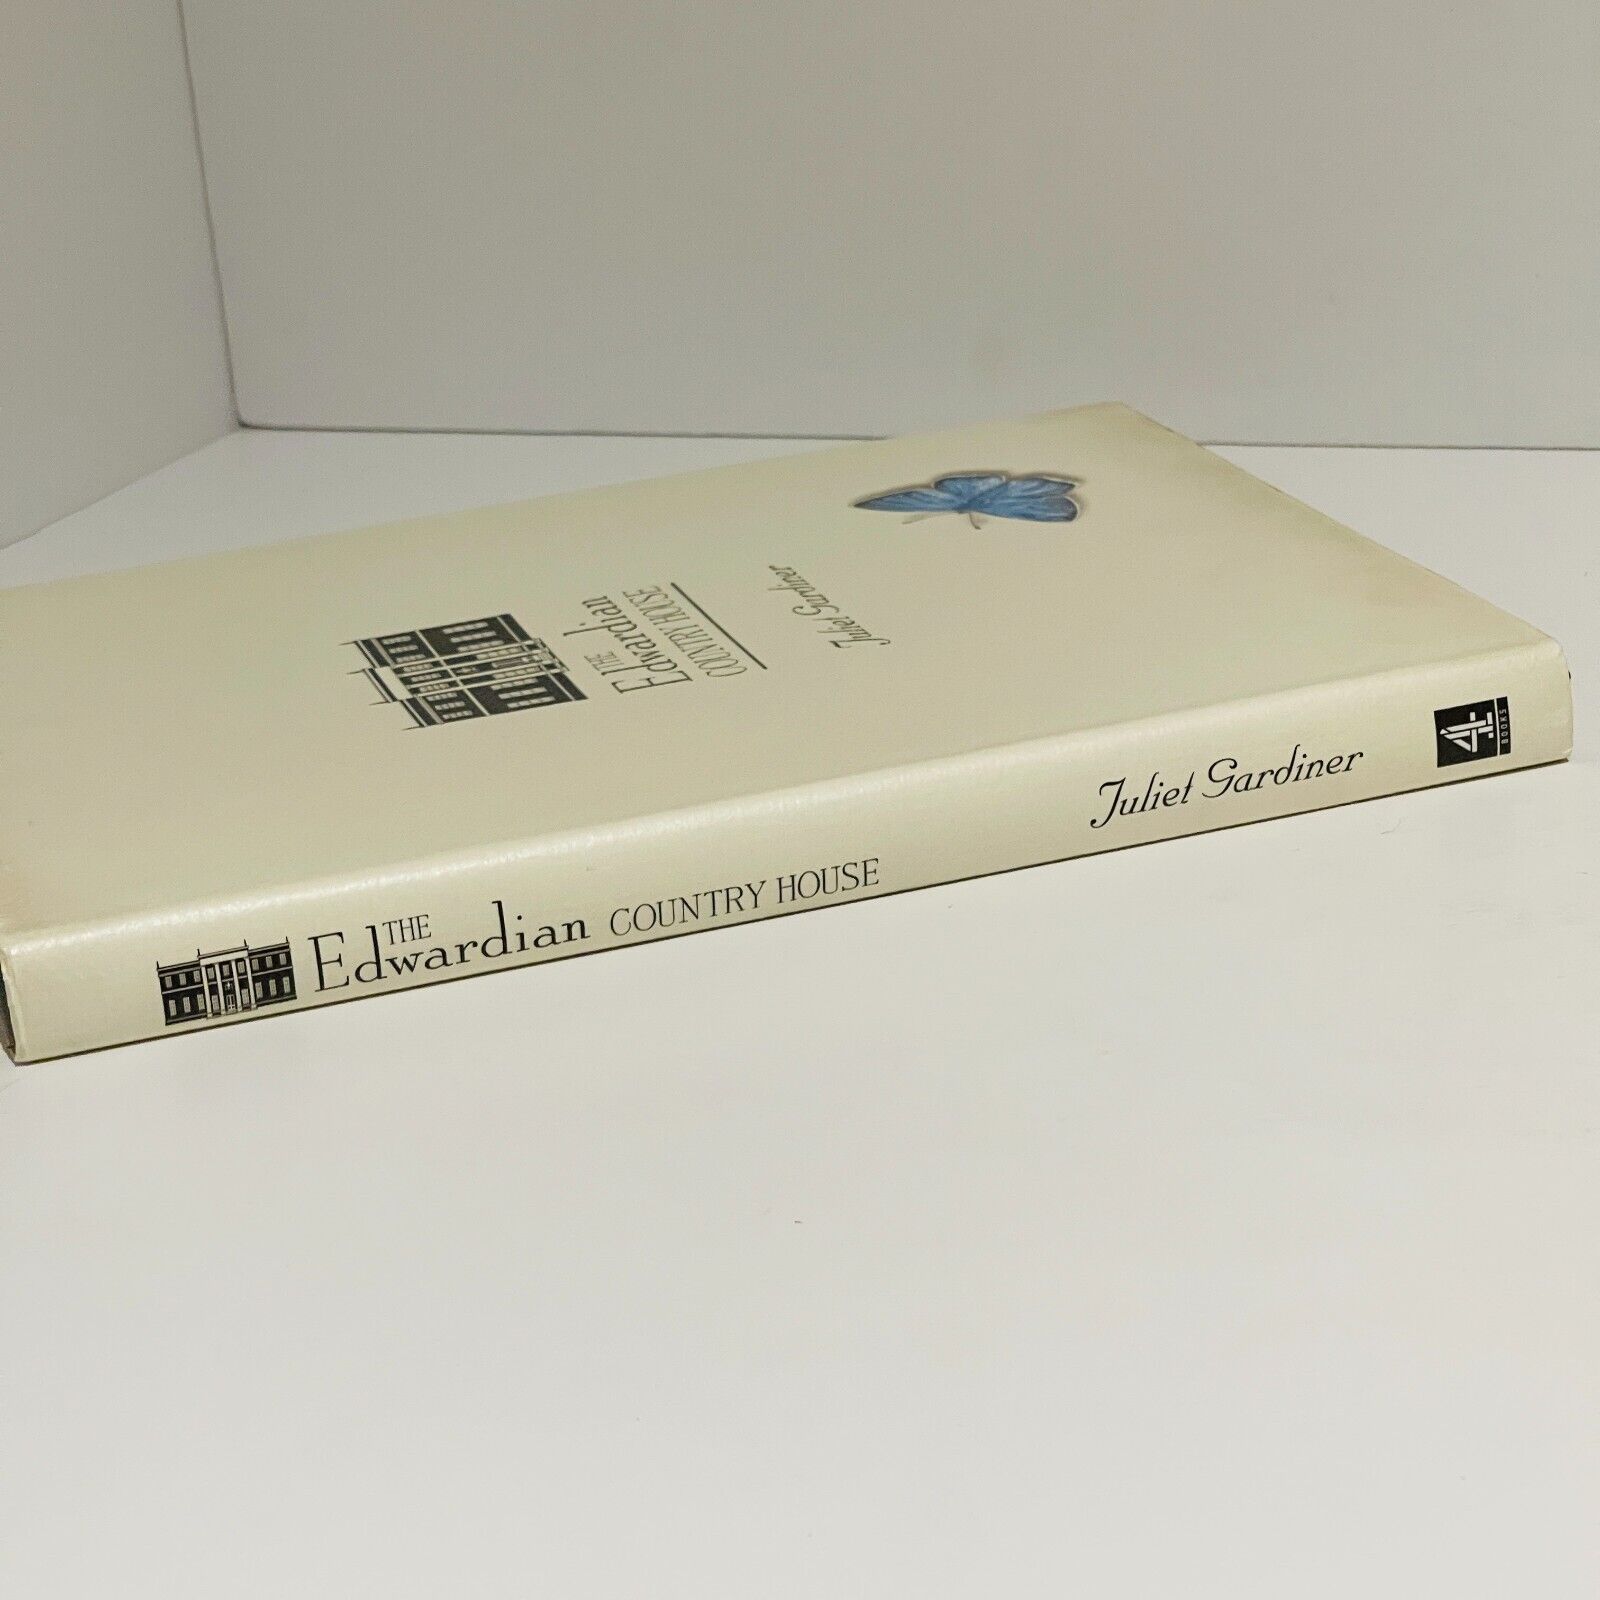 THE
Edwardian
COUNTRY HOUSE
Juliet Gardiner
THE
Edwardian COUNTRY HOUSE
Juliet Gardiner
4
BOOKS